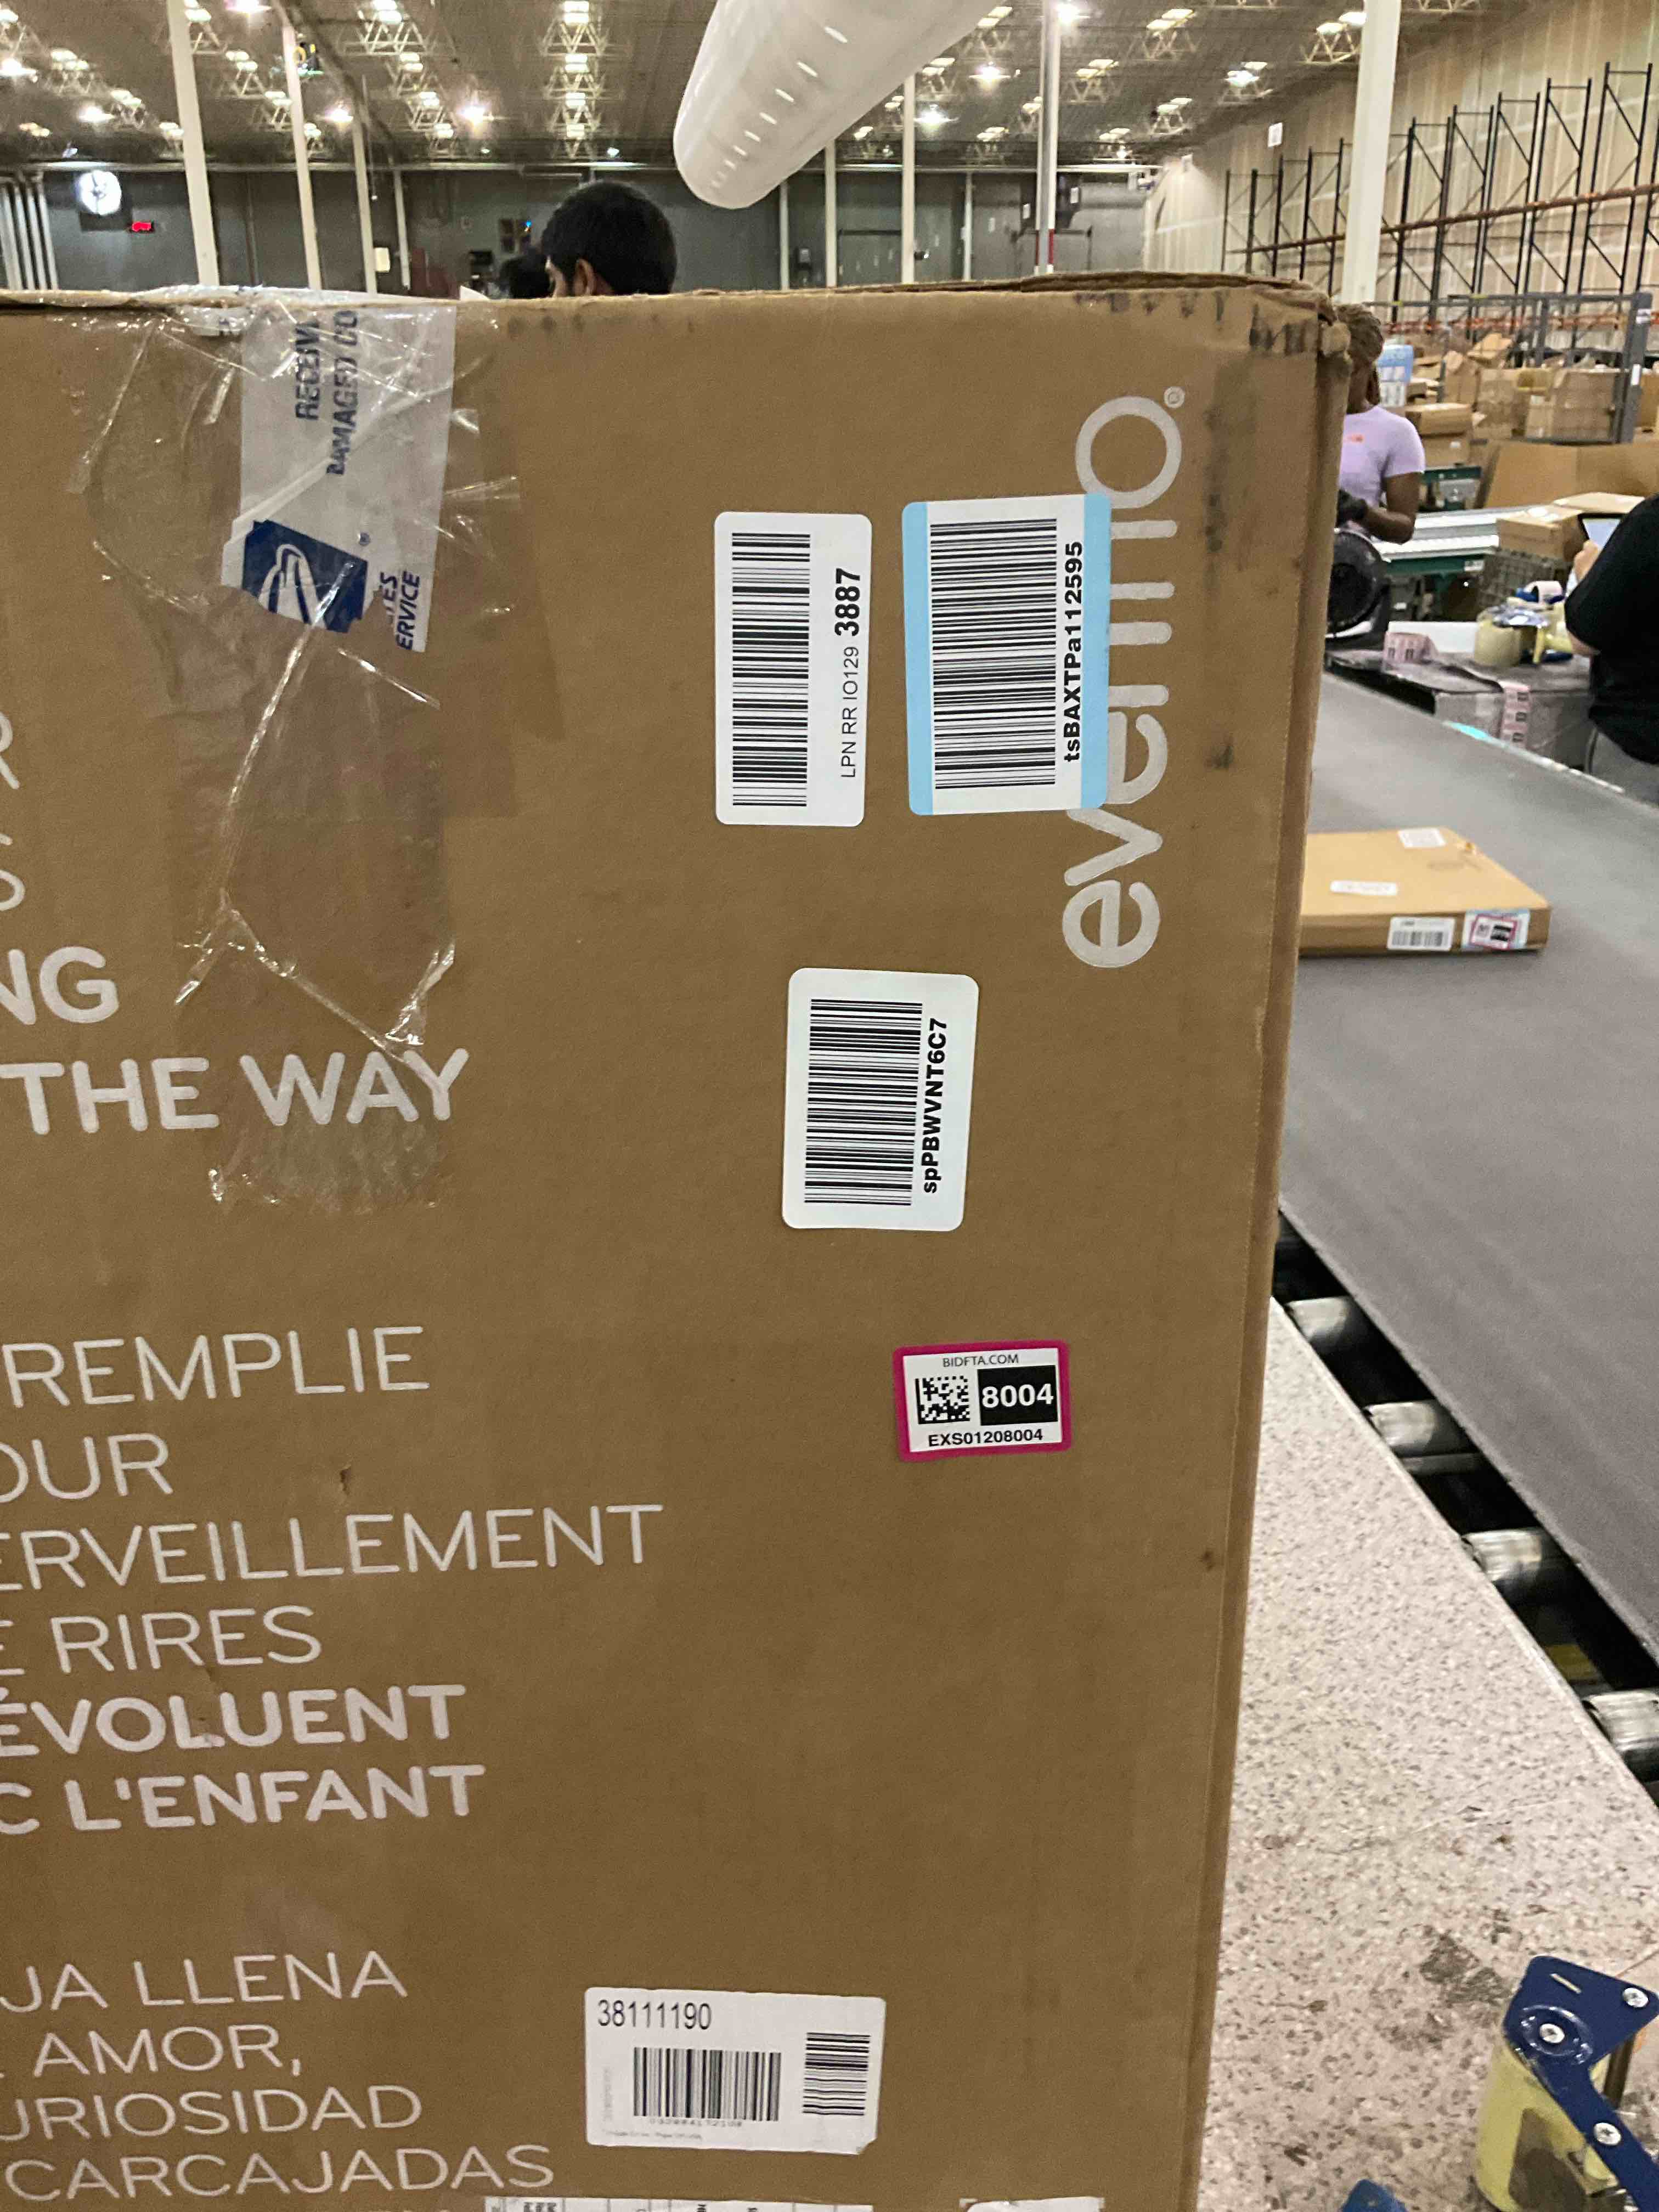 RECEIV
DAMAGED CO
ES
ERVICE
LPN RR IO129 3887
tsBAXTPa112595
evenflo®
spPBWVNT6C7
R
S
NG
THE WAY
BIDFTA.COM
8004
EXS01208004
REMPLIE
OUR
ERVEILLEMENT
E RIRES
ÉVOLUENT
C L'ENFANT
JA LLENA
AMOR,
URIOSIDAD
CARCAJADAS
38111190